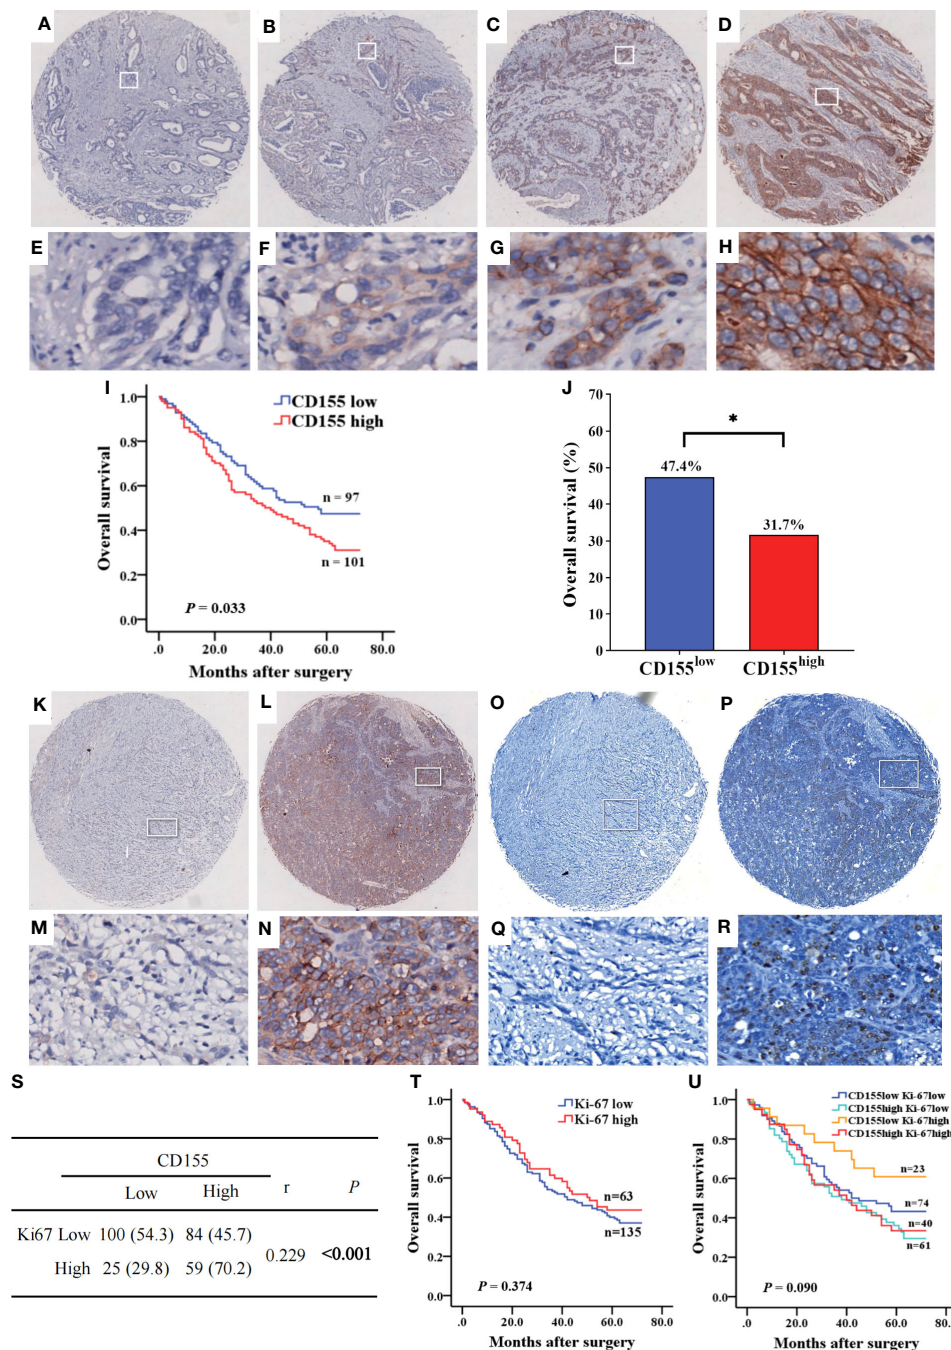 A
B
C
D
E
F
G
H
I
CD155 low
CD155 high
1.0
0.8
0.6
0.4
0.2
0.0
Overall survival
n = 97
n = 101
P = 0.033
.0 20.0 40.0 60.0 80.0
Months after surgery
J
70
60
50
40
30
20
10
0
Overall survival (%)
*
47.4%
31.7%
CD155low CD155high
K
L
O
P
M
N
Q
R
S
CD155
Low High r P
Ki67 Low 100 (54.3) 84 (45.7)
0.229 <0.001
High 25 (29.8) 59 (70.2)
T
Ki-67 low
Ki-67 high
1.0
0.8
0.6
0.4
0.2
0.0
Overall survival
n=63
n=135
P = 0.374
.0 20.0 40.0 60.0 80.0
Months after surgery
U
CD155low Ki-67low
CD155high Ki-67low
CD155low Ki-67high
CD155high Ki-67high
1.0
0.8
0.6
0.4
0.2
0.0
Overall survival
n=23
n=74
n=40
n=61
P = 0.090
.0 20.0 40.0 60.0
Months after surgery